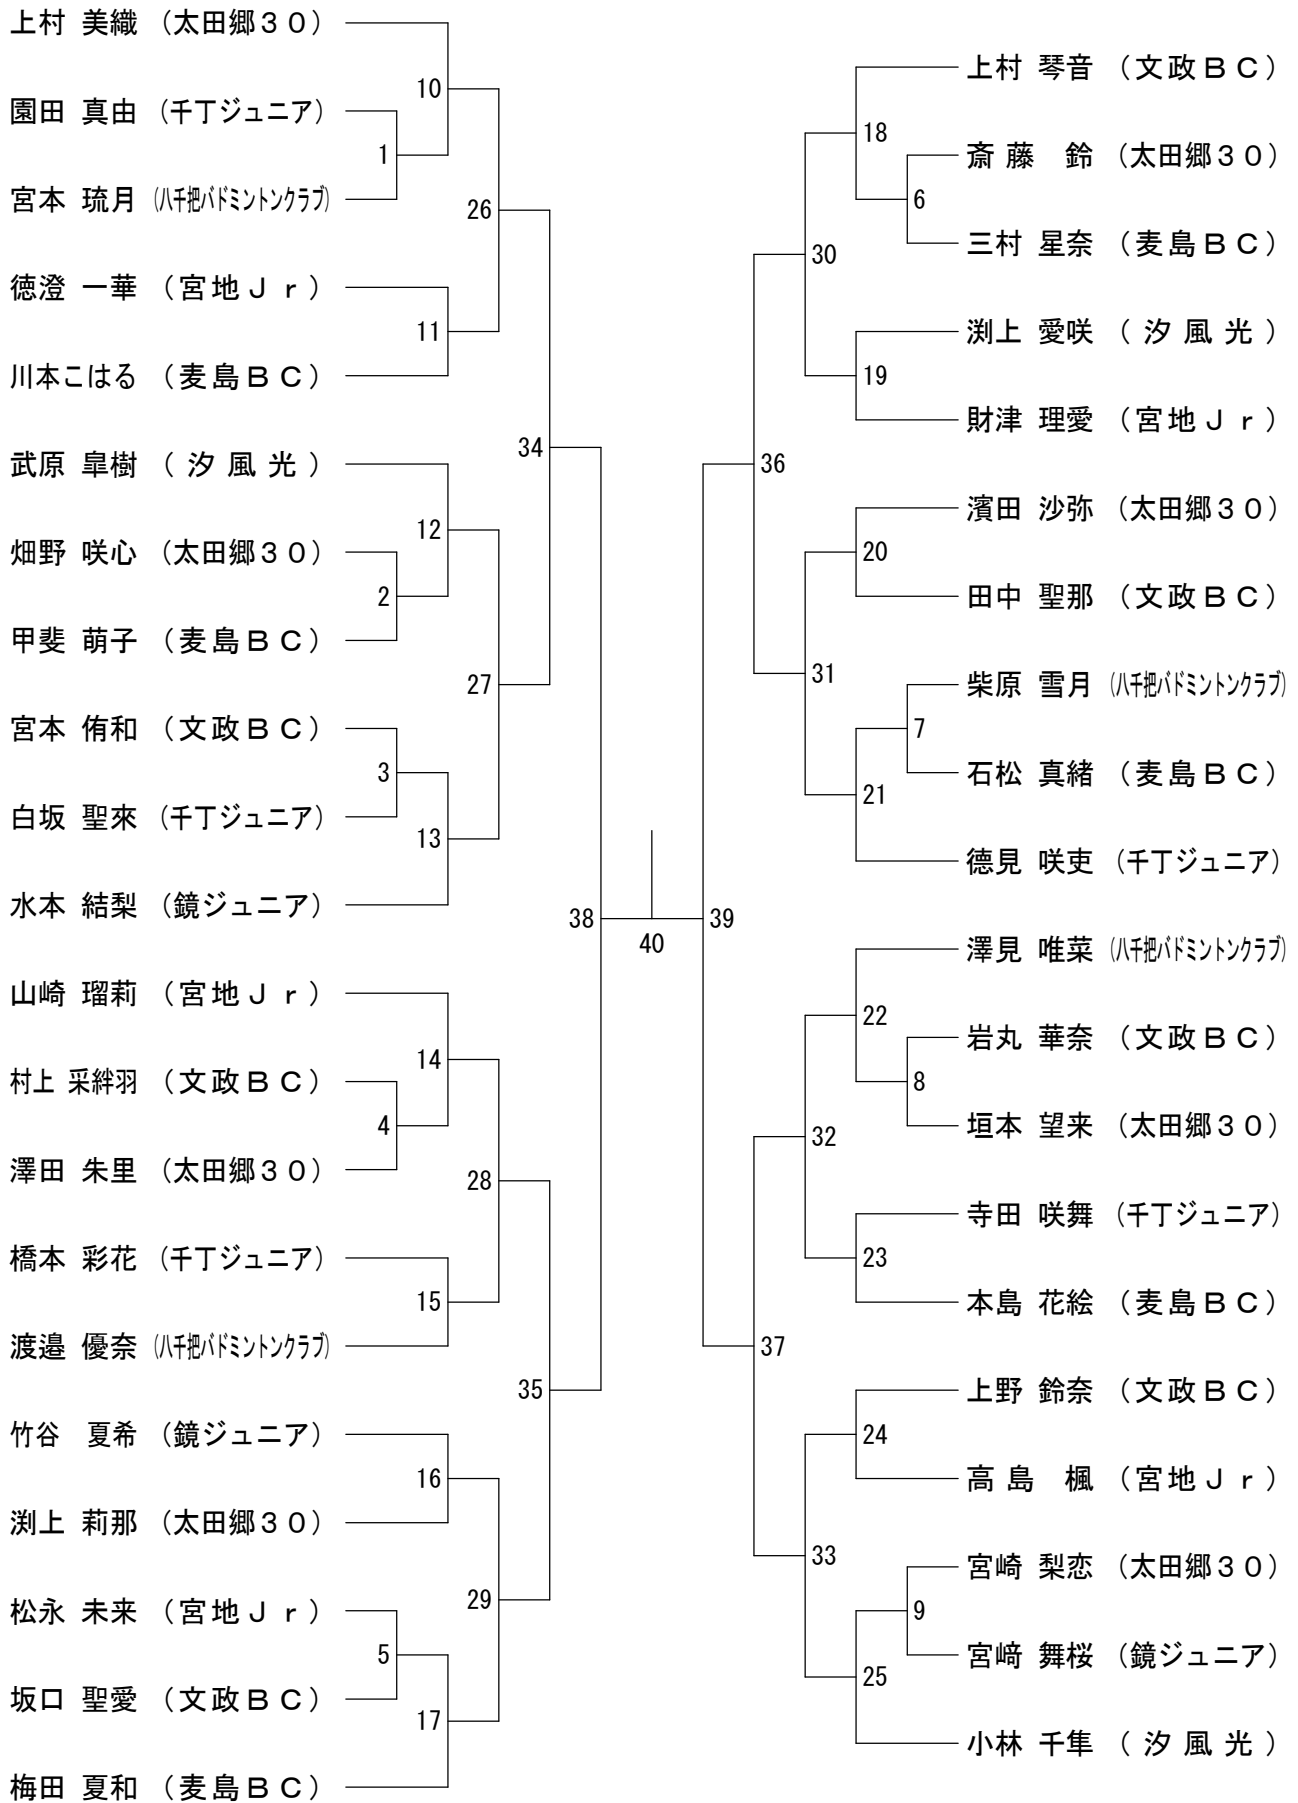 上村 美織 (太田郷３０)
園田 真由 (千丁ジュニア)
宮本 琉月 (八千把バドミントンクラブ)
徳澄 一華 (宮地Ｊｒ)
川本こはる (麦島ＢＣ)
武原 皐樹 (汐風光)
畑野 咲心 (太田郷３０)
甲斐 萌子 (麦島ＢＣ)
宮本 侑和 (文政ＢＣ)
白坂 聖來 (千丁ジュニア)
水本 結梨 (鏡ジュニア)
山崎 瑠莉 (宮地Ｊｒ)
村上 采絆羽 (文政ＢＣ)
澤田 朱里 (太田郷３０)
橋本 彩花 (千丁ジュニア)
渡邉 優奈 (八千把バドミントンクラブ)
竹谷　夏希 (鏡ジュニア)
渕上 莉那 (太田郷３０)
松永 未来 (宮地Ｊｒ)
坂口 聖愛 (文政ＢＣ)
梅田 夏和 (麦島ＢＣ)
1
2
3
4
5
10
11
12
13
14
15
16
17
26
27
28
29
34
35
38
40
39
36
37
30
31
32
33
18
19
20
21
22
23
24
25
6
7
8
9
上村 琴音 (文政ＢＣ)
斎藤　鈴 (太田郷３０)
三村 星奈 (麦島ＢＣ)
渕上 愛咲 (汐風光)
財津 理愛 (宮地Ｊｒ)
濱田 沙弥 (太田郷３０)
田中 聖那 (文政ＢＣ)
柴原 雪月 (八千把バドミントンクラブ)
石松 真緒 (麦島ＢＣ)
德見 咲吏 (千丁ジュニア)
澤見 唯菜 (八千把バドミントンクラブ)
岩丸 華奈 (文政ＢＣ)
垣本 望来 (太田郷３０)
寺田 咲舞 (千丁ジュニア)
本島 花絵 (麦島ＢＣ)
上野 鈴奈 (文政ＢＣ)
高島　楓 (宮地Ｊｒ)
宮崎 梨恋 (太田郷３０)
宮﨑 舞桜 (鏡ジュニア)
小林 千隼 (汐風光)